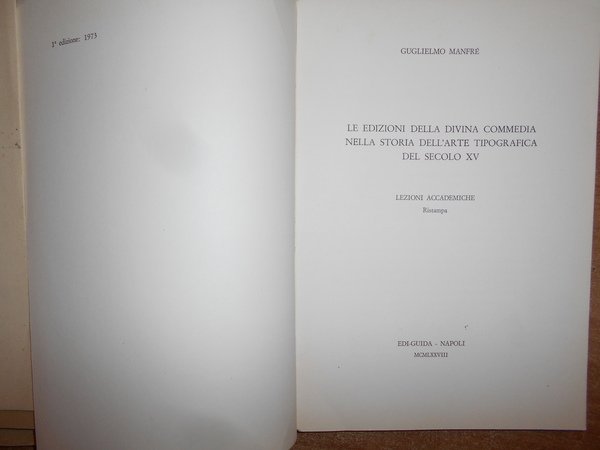 1ª edizione: 1973
GUGLIELMO MANFRÉ
LE EDIZIONI DELLA DIVINA COMMEDIA
NELLA STORIA DELL'ARTE TIPOGRAFICA
DEL SECOLO XV
LEZIONI ACCADEMICHE
Ristampa
EDI-GUIDA - NAPOLI
MCMLXXVIII